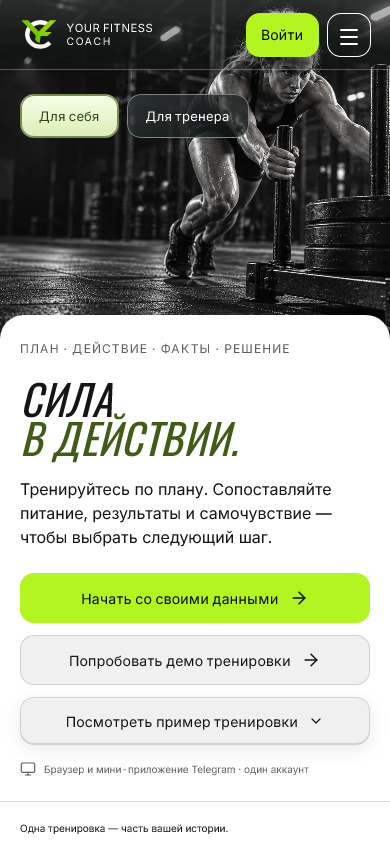 YOUR FITNESS
COACH
Войти
Для себя
Для тренера
ПЛАН · ДЕЙСТВИЕ · ФАКТЫ · РЕШЕНИЕ
СИЛА
В ДЕЙСТВИИ.
Тренируйтесь по плану. Сопоставляйте
питание, результаты и самочувствие —
чтобы выбрать следующий шаг.
Начать со своими данными
Попробовать демо тренировки
Посмотреть пример тренировки
Браузер и мини-приложение Telegram · один аккаунт
Одна тренировка — часть вашей истории.